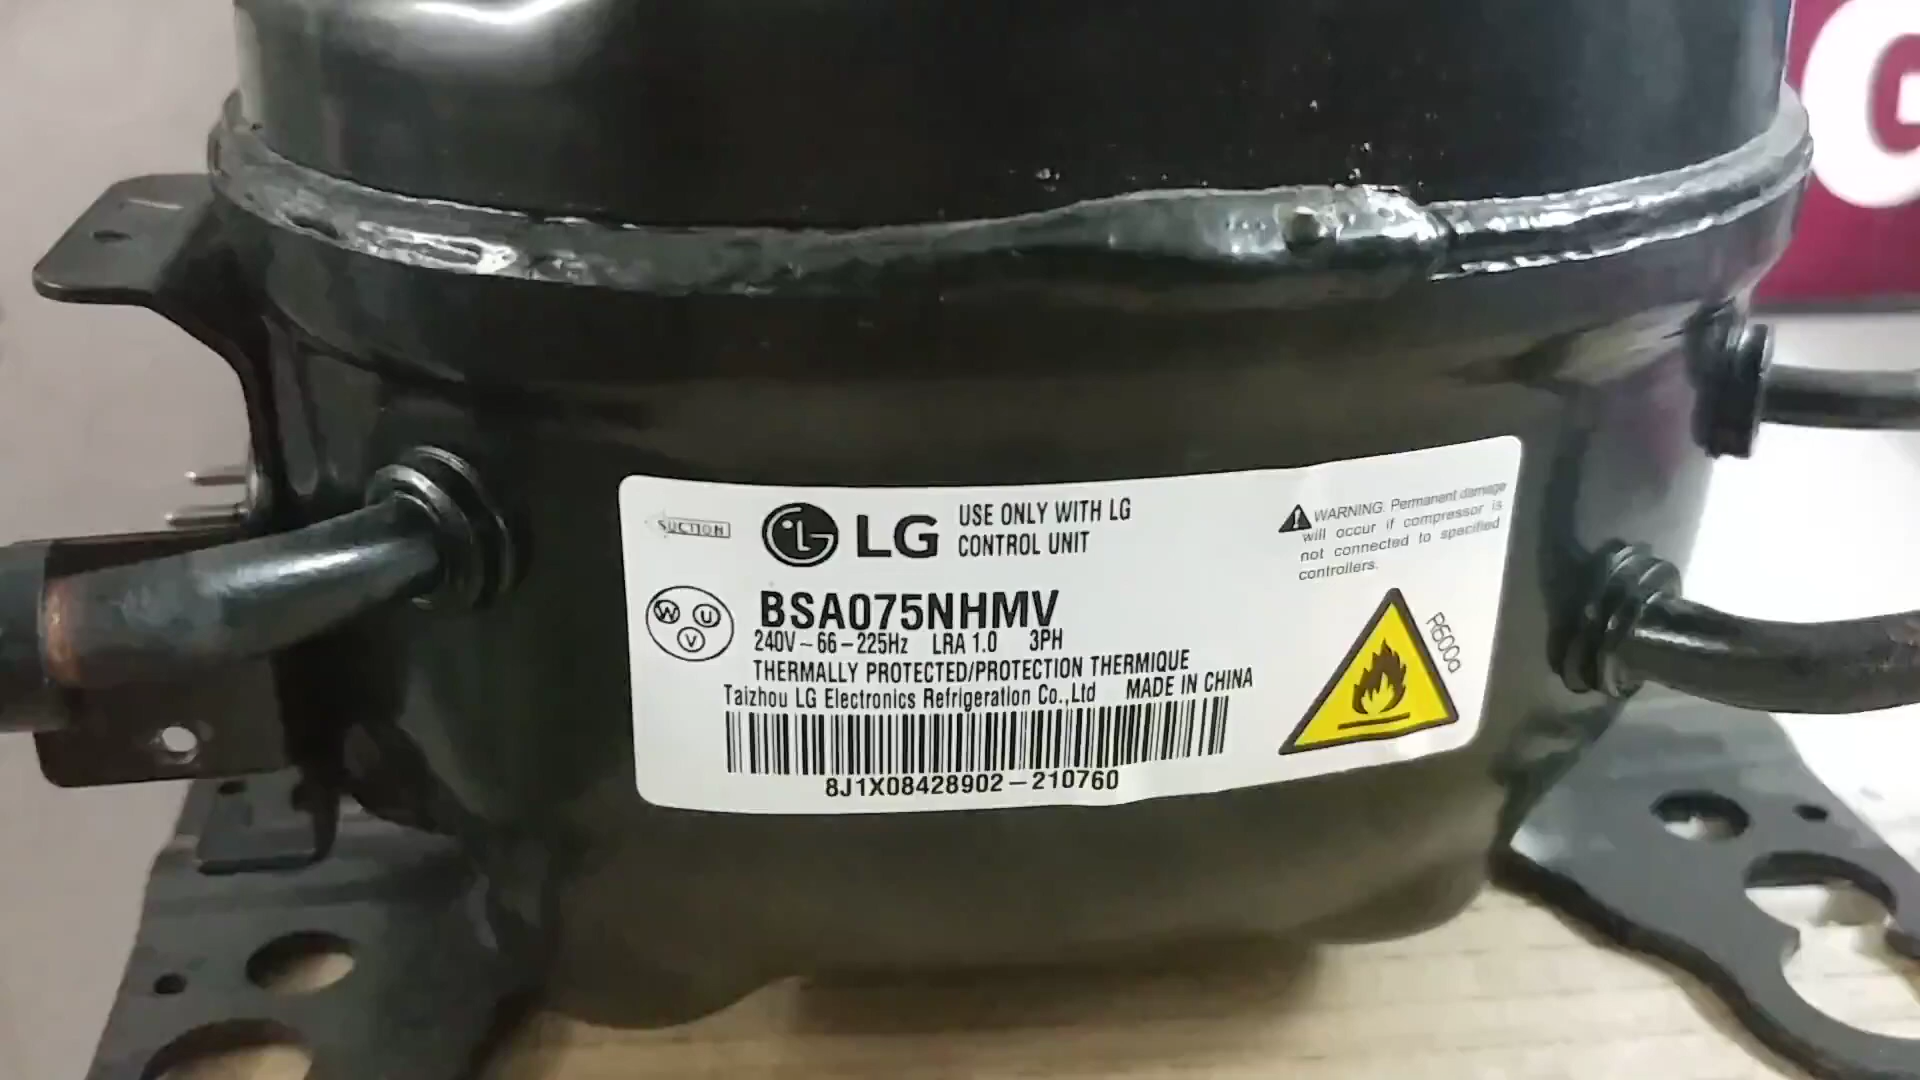 G
SUCTION
LG
USE ONLY WITH LG
CONTROL UNIT
WARNING. Permanent damage
will occur if compressor is
not connected to specified
controllers.
W U
V
BSA075NHMV
240V~66-225Hz LRA 1.0 3PH
THERMALLY PROTECTED/PROTECTION THERMIQUE
Taizhou LG Electronics Refrigeration Co.,Ltd MADE IN CHINA
R600a
8J1X08428902-210760